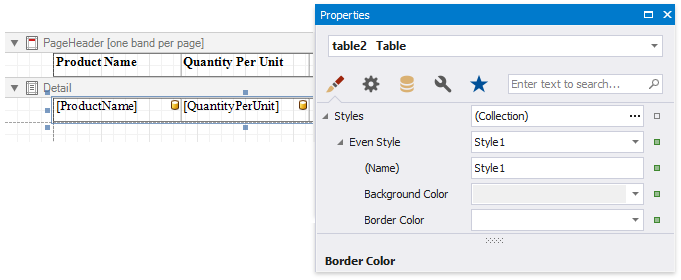 PageHeader [one band per page]
Product Name Quantity Per Unit
Detail
[ProductName] [QuantityPerUnit]
Properties
table2 Table
Enter text to search...
Styles (Collection) ...
Even Style Style1
(Name) Style1
Background Color
Border Color
Border Color